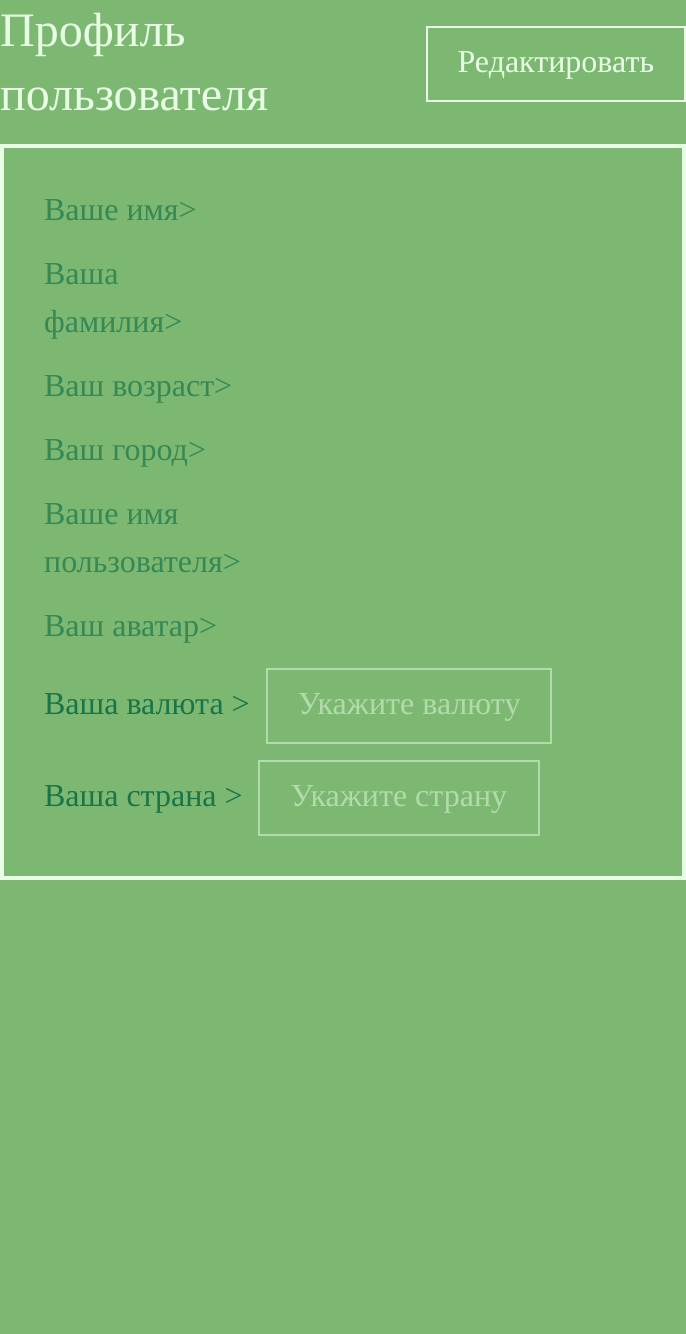 Профиль
пользователя
Редактировать
Ваше имя>
Ваша
фамилия>
Ваш возраст>
Ваш город>
Ваше имя
пользователя>
Ваш аватар>
Ваша валюта > Укажите валюту
Ваша страна > Укажите страну